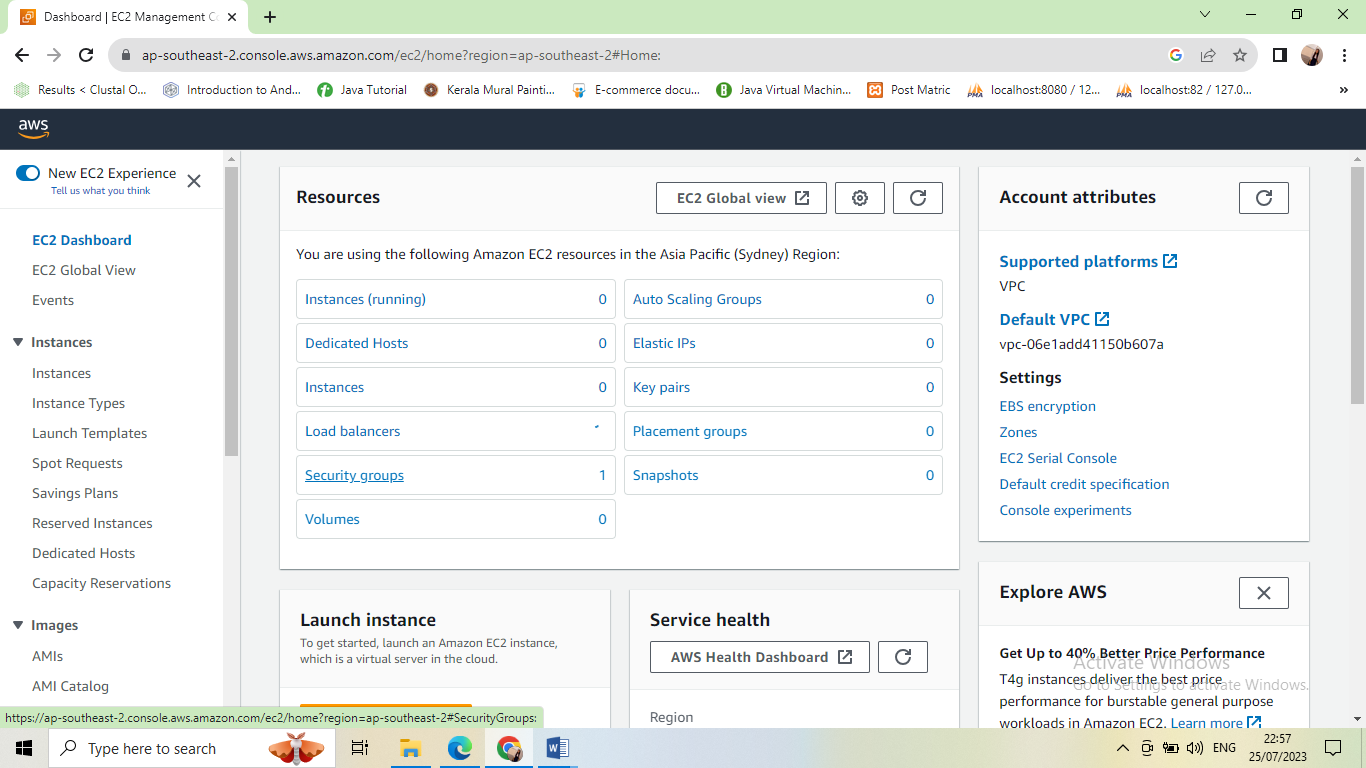 Dashboard | EC2 Management Co
ap-southeast-2.console.aws.amazon.com/ec2/home?region=ap-southeast-2#Home:
Results < Clustal O...
Introduction to And...
Java Tutorial
Kerala Mural Painti...
E-commerce docu...
Java Virtual Machin...
Post Matric
localhost:8080 / 12...
localhost:82 / 127.0...
»
aws
New EC2 Experience
Tell us what you think
EC2 Dashboard
EC2 Global View
Events
Instances
Instances
Instance Types
Launch Templates
Spot Requests
Savings Plans
Reserved Instances
Dedicated Hosts
Capacity Reservations
Images
AMIs
AMI Catalog
Resources
EC2 Global view
You are using the following Amazon EC2 resources in the Asia Pacific (Sydney) Region:
Instances (running) 0
Auto Scaling Groups 0
Dedicated Hosts 0
Elastic IPs 0
Instances 0
Key pairs 0
Load balancers
Placement groups 0
Security groups 1
Snapshots 0
Volumes 0
Launch instance
To get started, launch an Amazon EC2 instance,
which is a virtual server in the cloud.
Service health
AWS Health Dashboard
Region
Account attributes
Supported platforms
VPC
Default VPC
vpc-06e1add41150b607a
Settings
EBS encryption
Zones
EC2 Serial Console
Default credit specification
Console experiments
Explore AWS
Get Up to 40% Better Price Performance
T4g instances deliver the best price
performance for burstable general purpose
workloads in Amazon EC2. Learn more
Activate Windows
Go to Settings to activate Windows.
https://ap-southeast-2.console.aws.amazon.com/ec2/home?region=ap-southeast-2#SecurityGroups:
Type here to search
ENG
22:57
25/07/2023